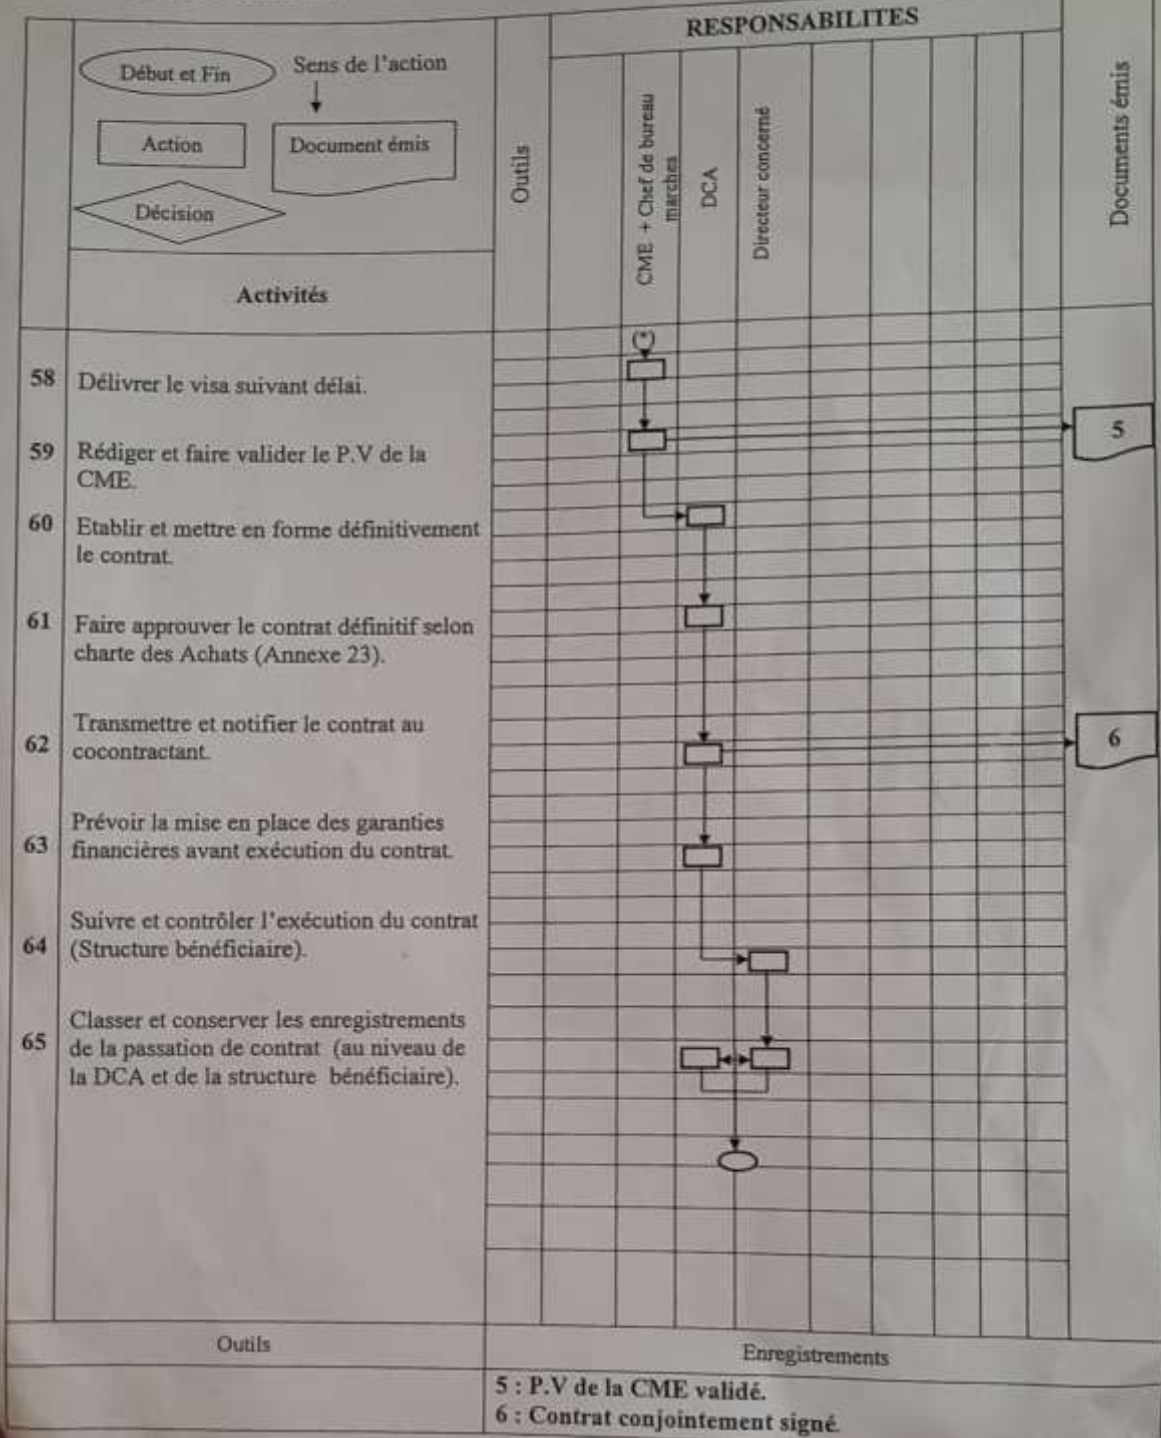 RESPONSABILITES
Début et Fin
Sens de l'action
Action
Document émis
Décision
Activités
Outils
CME + Chef de bureau
marches
DCA
Directeur concerné
Documents émis
(*)
58 Délivrer le visa suivant délai.
5
59 Rédiger et faire valider le P.V de la
CME.
60 Etablir et mettre en forme définitivement
le contrat.
61 Faire approuver le contrat définitif selon
charte des Achats (Annexe 23).
Transmettre et notifier le contrat au
62 cocontractant.
6
Prévoir la mise en place des garanties
63 financières avant exécution du contrat.
Suivre et contrôler l'exécution du contrat
64 (Structure bénéficiaire).
Classer et conserver les enregistrements
65 de la passation de contrat (au niveau de
la DCA et de la structure bénéficiaire).
Outils
Enregistrements
5 : P.V de la CME validé.
6 : Contrat conjointement signé.